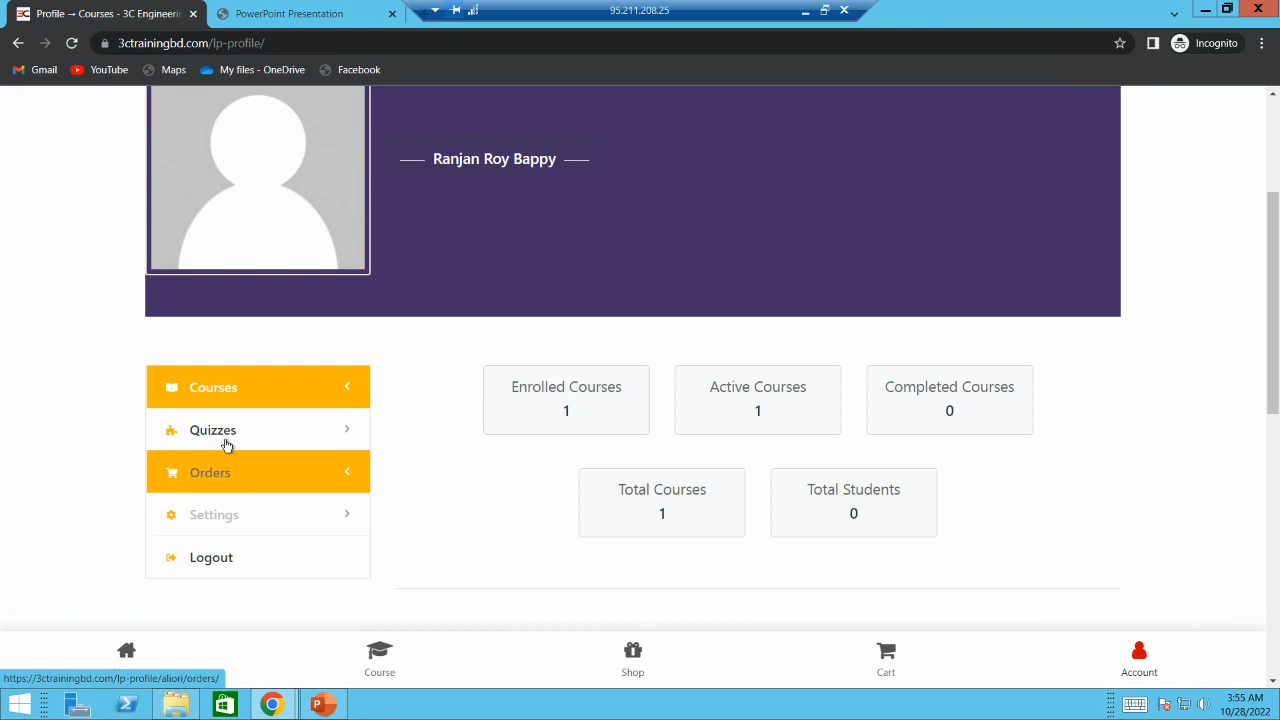 Profile → Courses - 3C Engineerin
PowerPoint Presentation
95.211.208.25
3ctrainingbd.com/lp-profile/
Incognito
Gmail
YouTube
Maps
My files - OneDrive
Facebook
Ranjan Roy Bappy
Courses
Quizzes
Orders
Settings
Logout
Enrolled Courses
1
Active Courses
1
Completed Courses
0
Total Courses
1
Total Students
0
Course
Shop
Cart
Account
https://3ctrainingbd.com/lp-profile/aliori/orders/
3:55 AM
10/28/2022